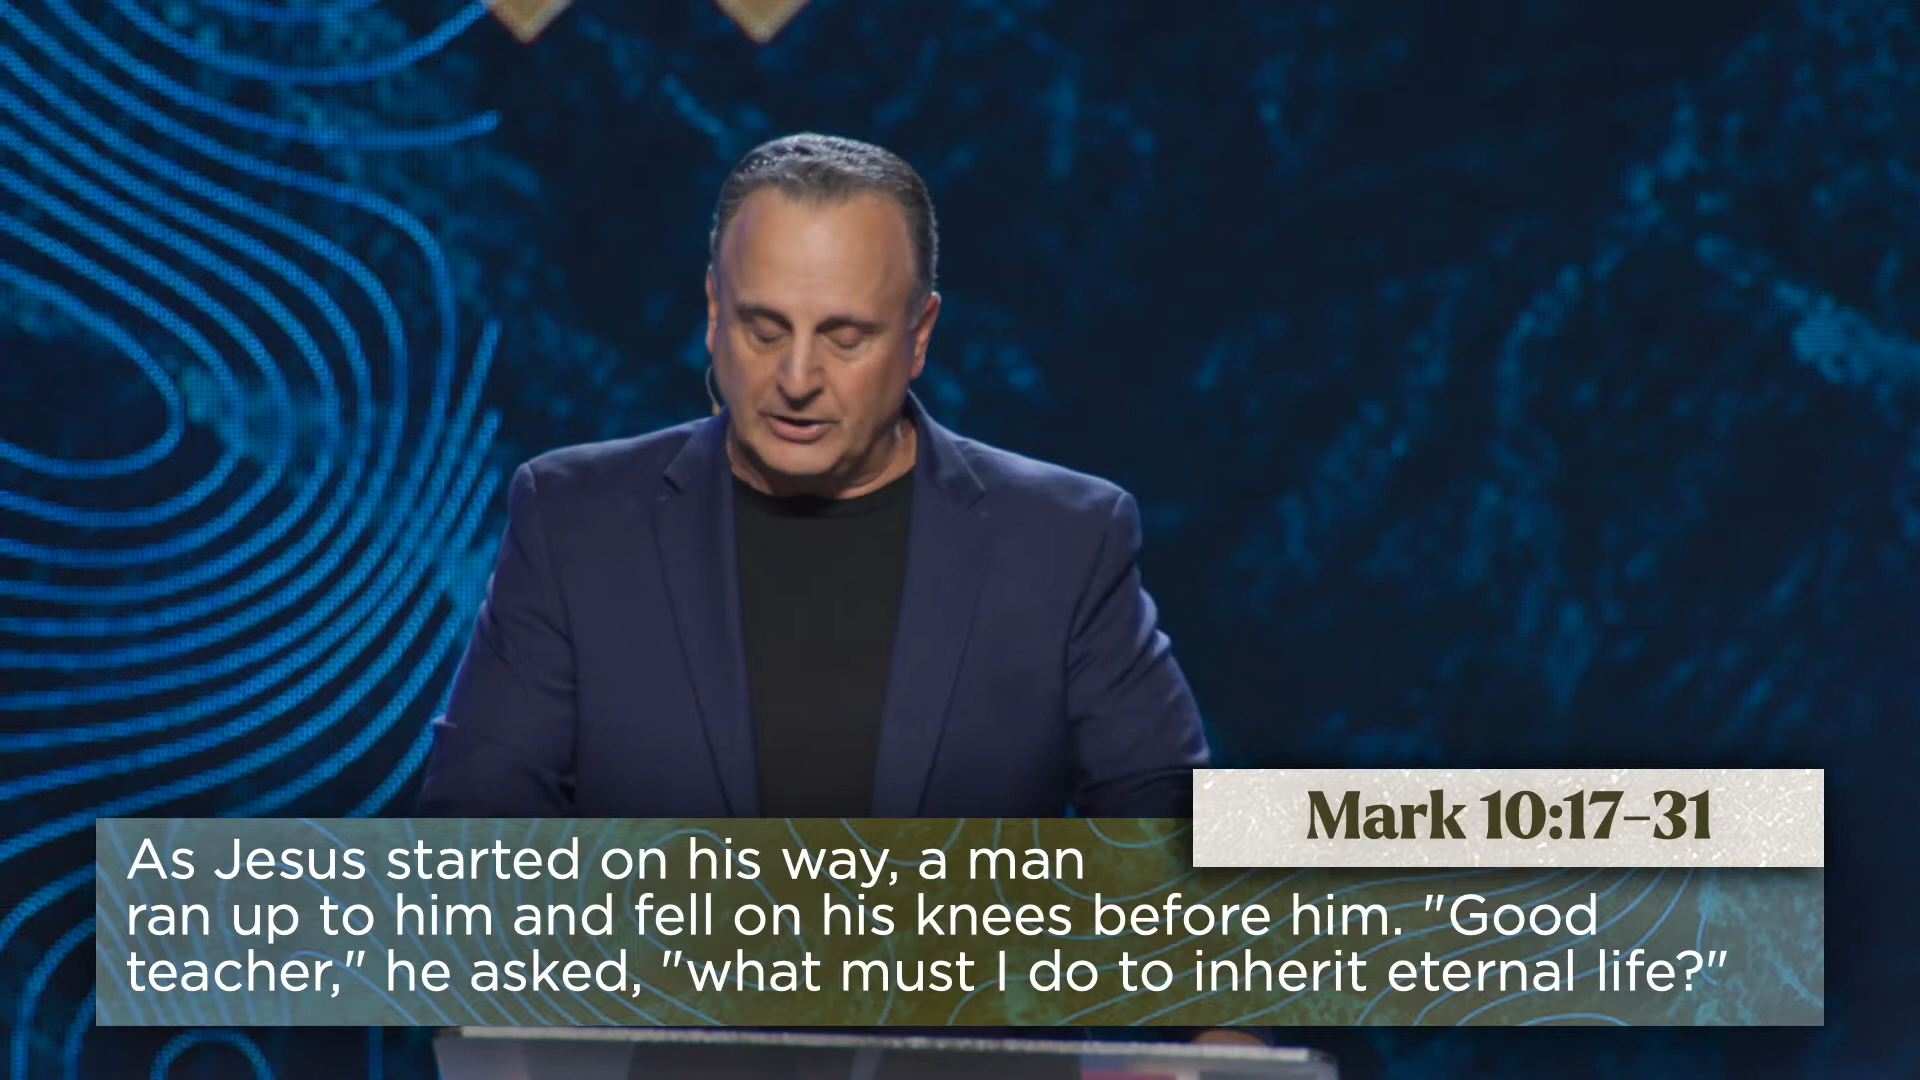 Mark 10:17–31
As Jesus started on his way, a man
ran up to him and fell on his knees before him. "Good
teacher," he asked, "what must I do to inherit eternal life?"